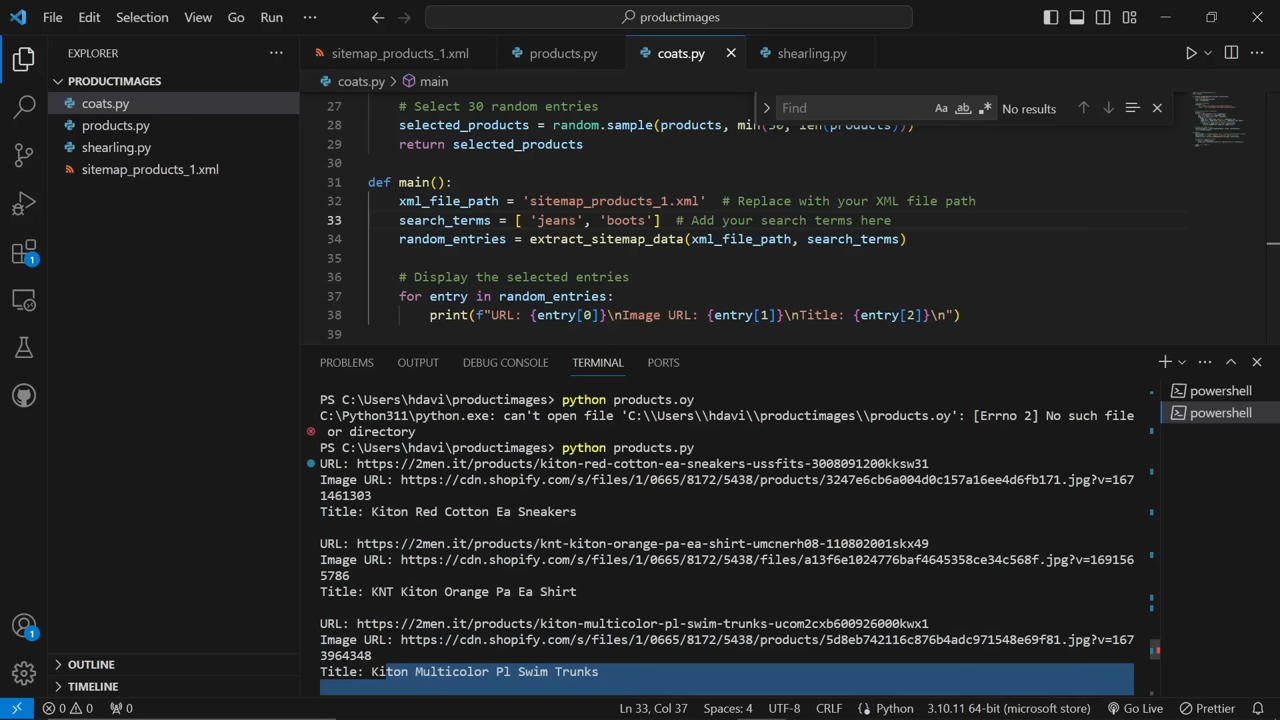 File Edit Selection View Go Run ··· productimages
EXPLORER ···
PRODUCTIMAGES
coats.py
products.py
shearling.py
sitemap_products_1.xml
OUTLINE
TIMELINE
1
1
sitemap_products_1.xml products.py coats.py shearling.py
coats.py > main
Find Aa ab No results
27 # Select 30 random entries
28 selected_products = random.sample(products, min(30, len(products)))
29 return selected_products
30
31 def main():
32 xml_file_path = 'sitemap_products_1.xml' # Replace with your XML file path
33 search_terms = [ 'jeans', 'boots'] # Add your search terms here
34 random_entries = extract_sitemap_data(xml_file_path, search_terms)
35
36 # Display the selected entries
37 for entry in random_entries:
38 print(f"URL: {entry[0]}\nImage URL: {entry[1]}\nTitle: {entry[2]}\n")
39
PROBLEMS OUTPUT DEBUG CONSOLE TERMINAL PORTS
powershell
powershell
PS C:\Users\hdavi\productimages> python products.oy
C:\Python311\python.exe: can't open file 'C:\\Users\\hdavi\\productimages\\products.oy': [Errno 2] No such file
or directory
PS C:\Users\hdavi\productimages> python products.py
URL: https://2men.it/products/kiton-red-cotton-ea-sneakers-ussfits-3008091200kksw31
Image URL: https://cdn.shopify.com/s/files/1/0665/8172/5438/products/3247e6cb6a004d0c157a16ee4d6fb171.jpg?v=167
1461303
Title: Kiton Red Cotton Ea Sneakers
URL: https://2men.it/products/knt-kiton-orange-pa-ea-shirt-umcnerh08-110802001skx49
Image URL: https://cdn.shopify.com/s/files/1/0665/8172/5438/files/a13f6e1024776baf4645358ce34c568f.jpg?v=169156
5786
Title: KNT Kiton Orange Pa Ea Shirt
URL: https://2men.it/products/kiton-multicolor-pl-swim-trunks-ucom2cxb600926000kwx1
Image URL: https://cdn.shopify.com/s/files/1/0665/8172/5438/products/5d8eb742116c876b4adc971548e69f81.jpg?v=167
3964348
Title: Kiton Multicolor Pl Swim Trunks
0 0 0 Ln 33, Col 37 Spaces: 4 UTF-8 CRLF Python 3.10.11 64-bit (microsoft store) Go Live Prettier